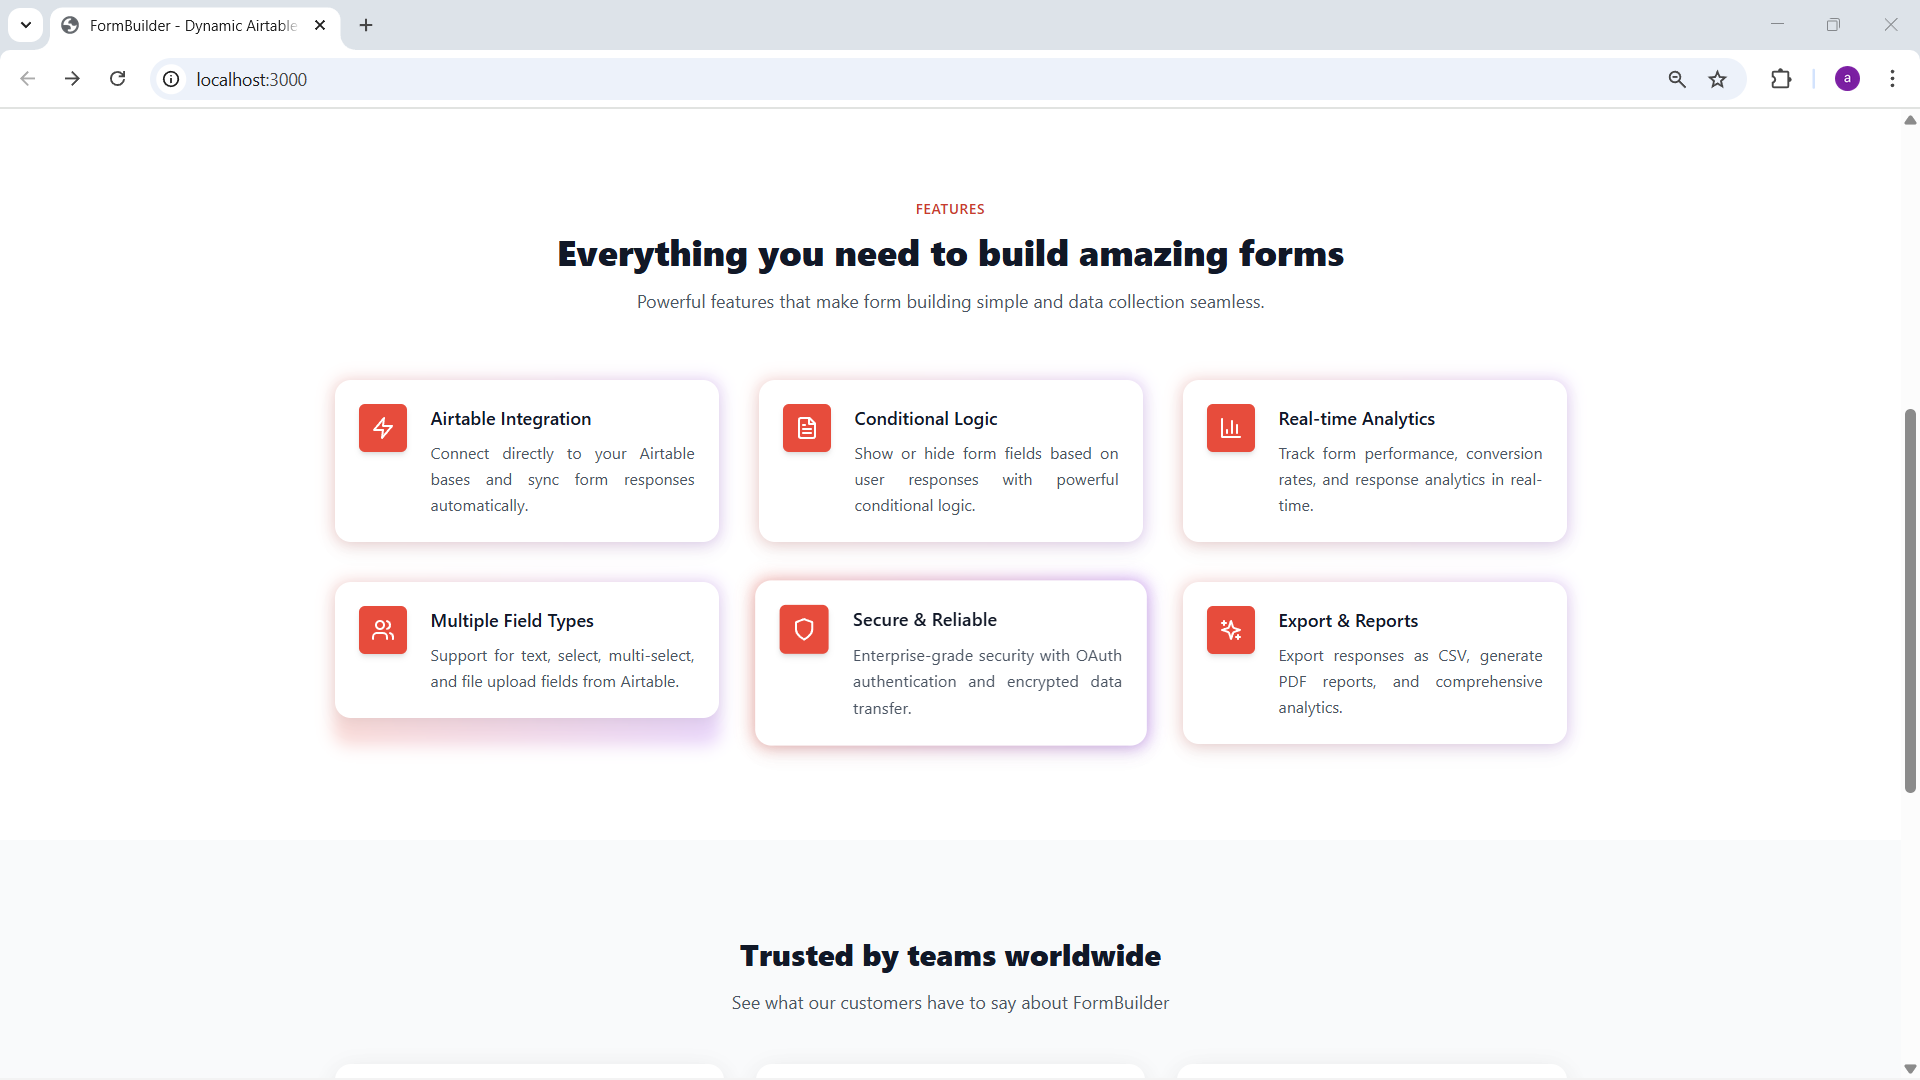 FormBuilder - Dynamic Airtable
localhost:3000
a
FEATURES
Everything you need to build amazing forms
Powerful features that make form building simple and data collection seamless.
Airtable Integration
Connect directly to your Airtable
bases and sync form responses
automatically.
Conditional Logic
Show or hide form fields based on
user responses with powerful
conditional logic.
Real-time Analytics
Track form performance, conversion
rates, and response analytics in real-
time.
Multiple Field Types
Support for text, select, multi-select,
and file upload fields from Airtable.
Secure & Reliable
Enterprise-grade security with OAuth
authentication and encrypted data
transfer.
Export & Reports
Export responses as CSV, generate
PDF reports, and comprehensive
analytics.
Trusted by teams worldwide
See what our customers have to say about FormBuilder